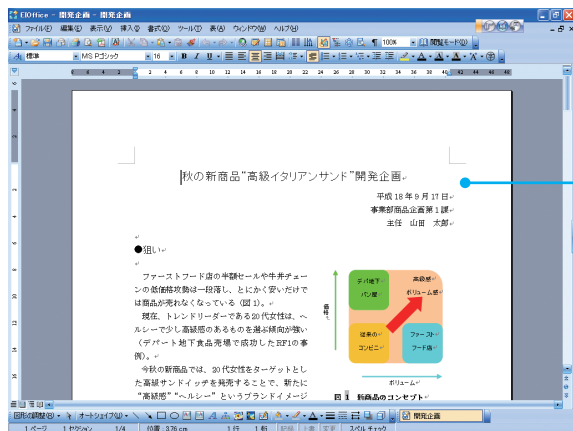 EIOffice - 開発企画 - 開発企画
ファイル(F) 編集(E) 表示(V) 挿入(I) 書式(O) ツール(T) 表(A) ウィンドウ(W) ヘルプ(H)
標準 MS Pゴシック 16 B I U
100% 閲覧モード(V)
秋の新商品“高級イタリアンサンド”開発企画
平成 18 年 9 月 17 日
事業部商品企画第 1 課
主任 山田 太郎
●狙い
ファーストフード店の半額セールや牛丼チェー
ンの低価格攻勢は一段落し、とにかく安いだけで
は商品が売れなくなっている(図 1)。
現在、トレンドリーダーである20代女性は、ヘ
ルシーで少し高級感のあるものを選ぶ傾向が強い
(デパート地下食品売場で成功した RF1の事
例)。
今秋の新商品では、20代女性をターゲットとし
た高級サンドイッチを発売することで、新たに
“高級感”“ヘルシー”というブランドイメージ
価格
デパ地下
パン屋
高級感
ボリューム感
従来の
コンビニ
ファースト
フード店
ボリューム
図 1 新商品のコンセプト
図形の調整(R) オートシェイプ(U) 開発企画
1 ページ 1 セクション 1/4 位置: 3.76 cm 1 行 1 桁 記録 上書 変更 スペルチェック